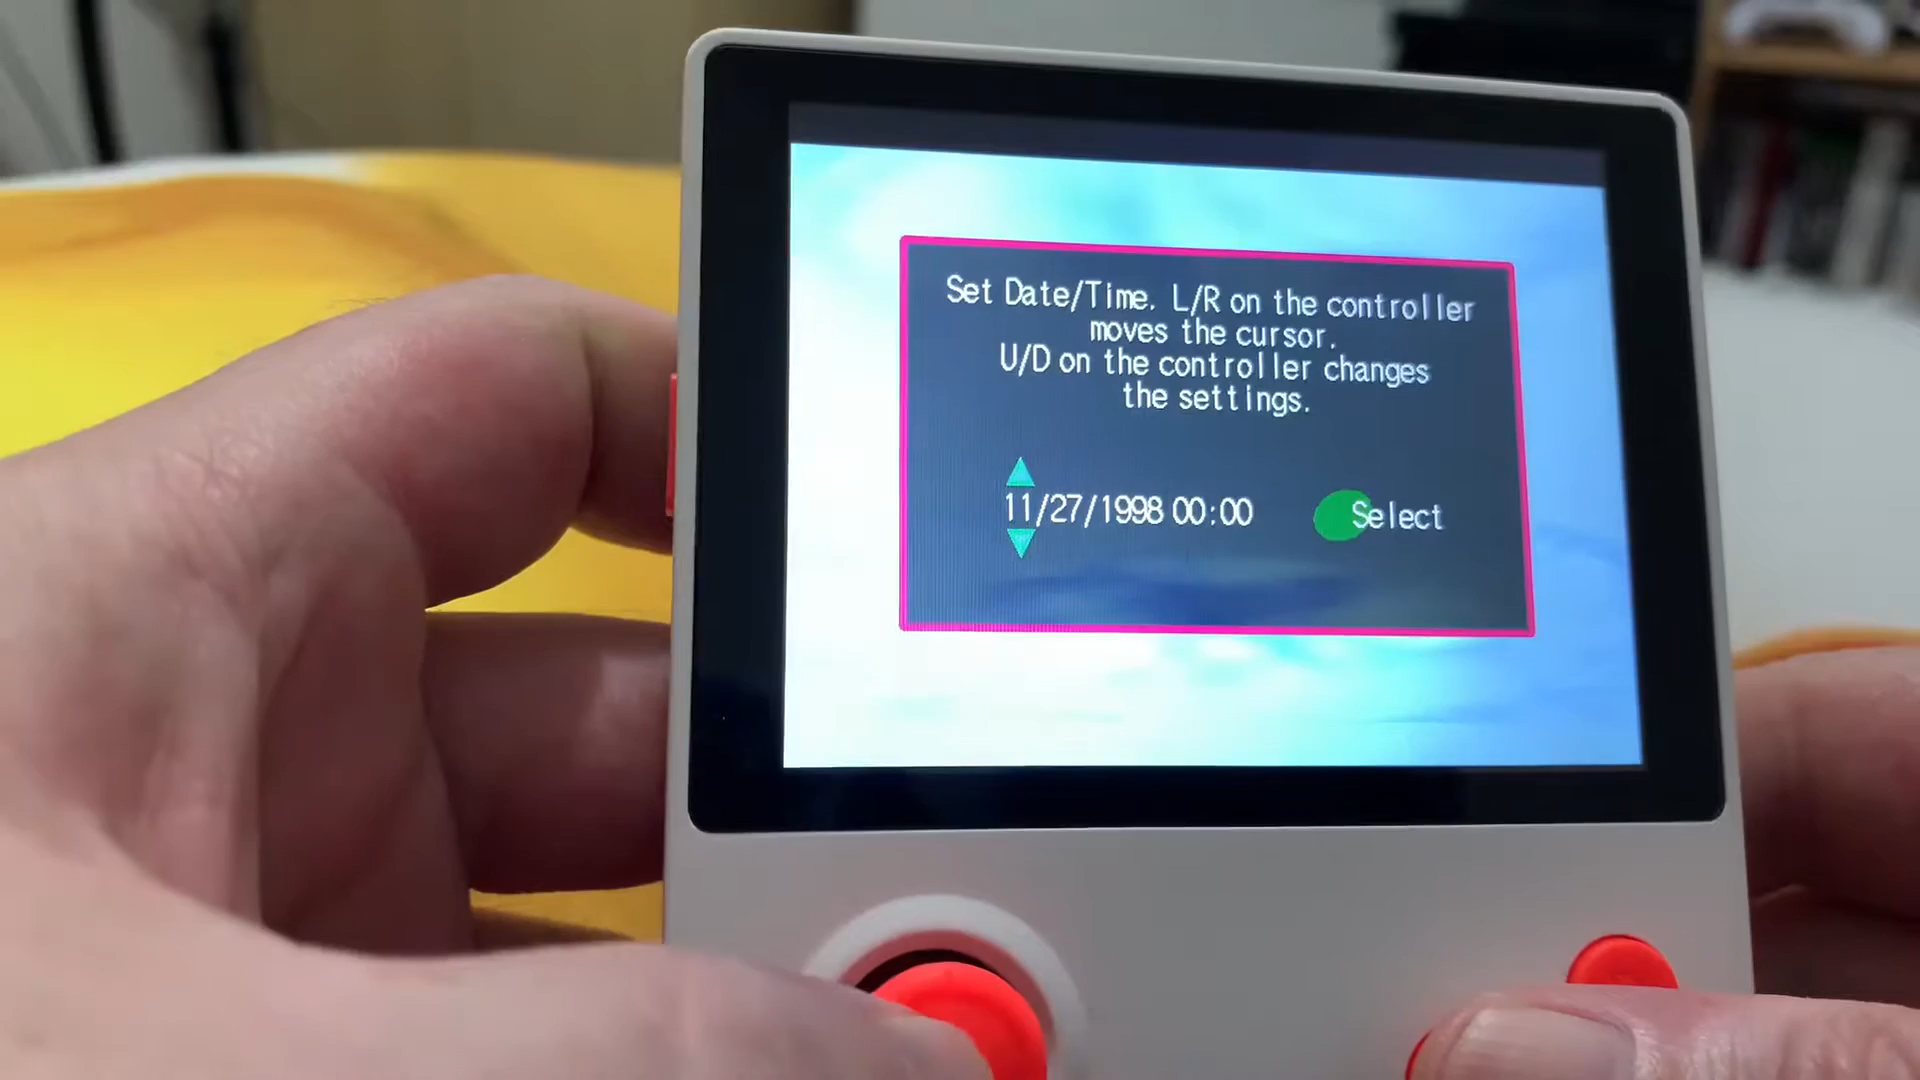 Set Date/Time. L/R on the controller
moves the cursor.
U/D on the controller changes
the settings.
11/27/1998 00:00
Select